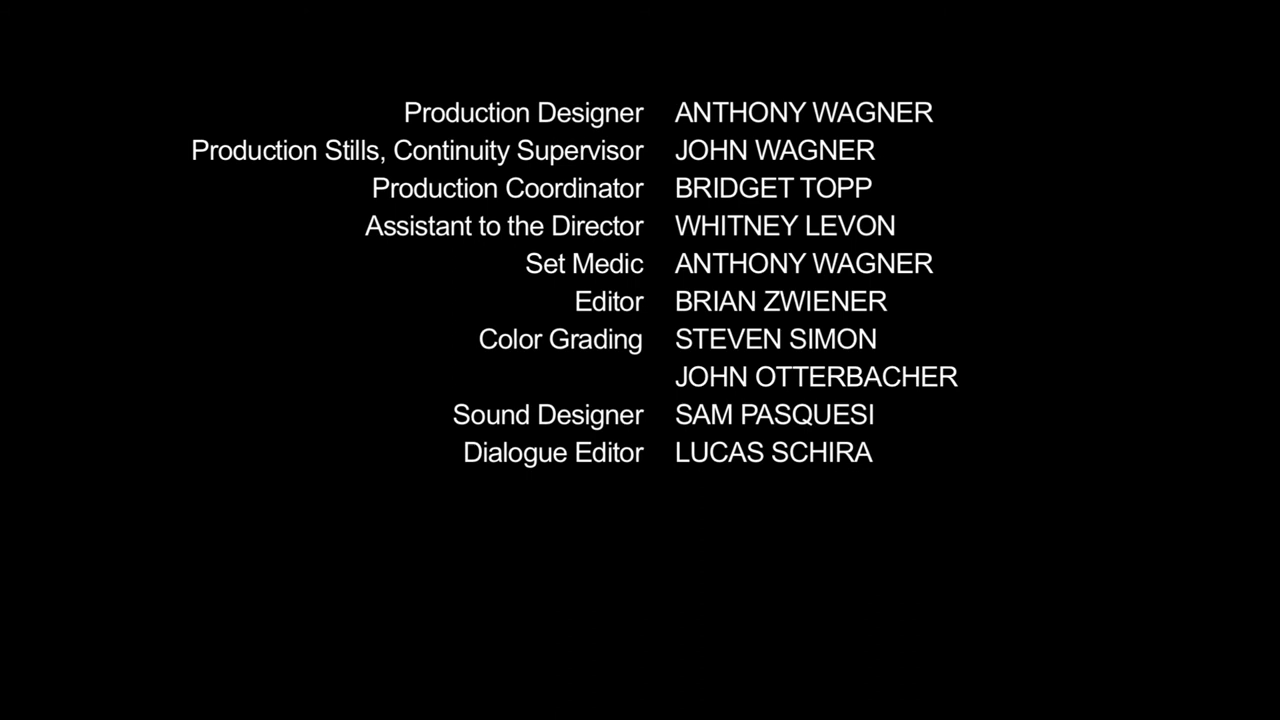 Production Designer ANTHONY WAGNER
Production Stills, Continuity Supervisor JOHN WAGNER
Production Coordinator BRIDGET TOPP
Assistant to the Director WHITNEY LEVON
Set Medic ANTHONY WAGNER
Editor BRIAN ZWIENER
Color Grading STEVEN SIMON
JOHN OTTERBACHER
Sound Designer SAM PASQUESI
Dialogue Editor LUCAS SCHIRA